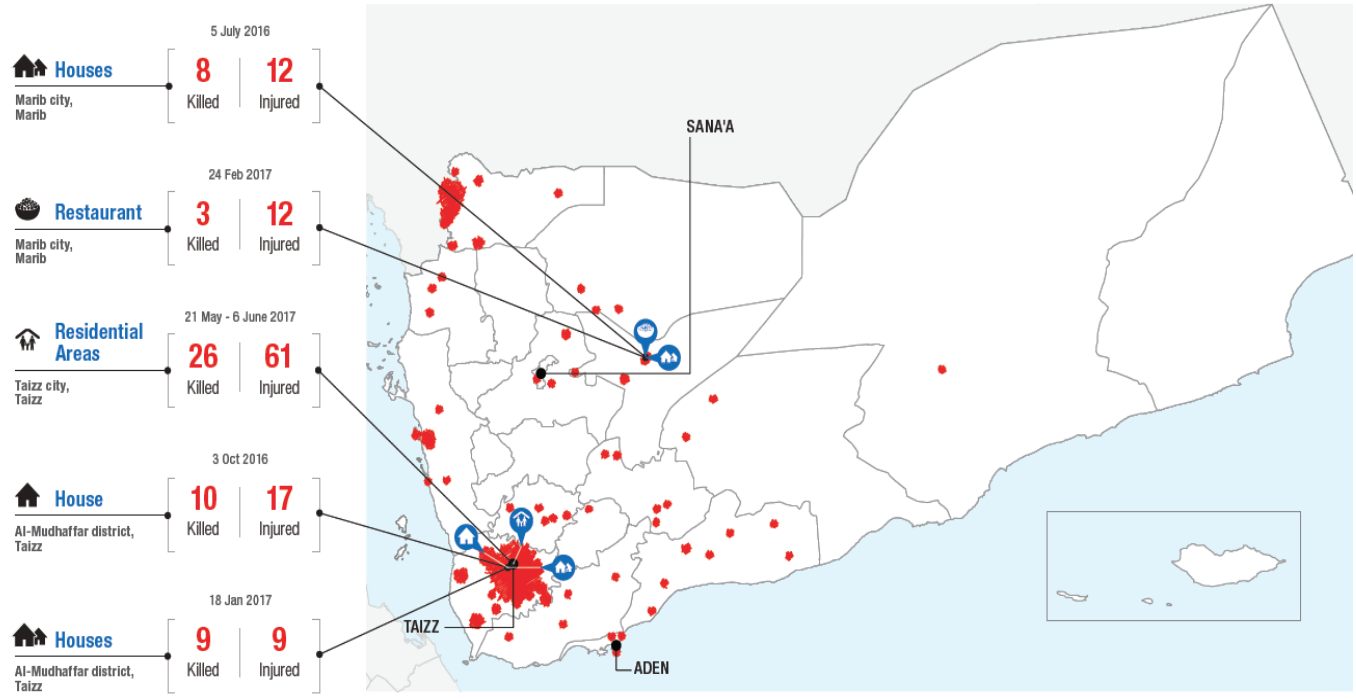 5 July 2016
Houses
8
12
Killed
Injured
Marib city,
Marib
24 Feb 2017
Restaurant
3
12
Killed
Injured
Marib city,
Marib
21 May - 6 June 2017
Residential
Areas
26
61
Killed
Injured
Taizz city,
Taizz
3 Oct 2016
House
10
17
Killed
Injured
Al-Mudhaffar district,
Taizz
18 Jan 2017
Houses
9
9
Killed
Injured
Al-Mudhaffar district,
Taizz
SANA'A
TAIZZ
ADEN